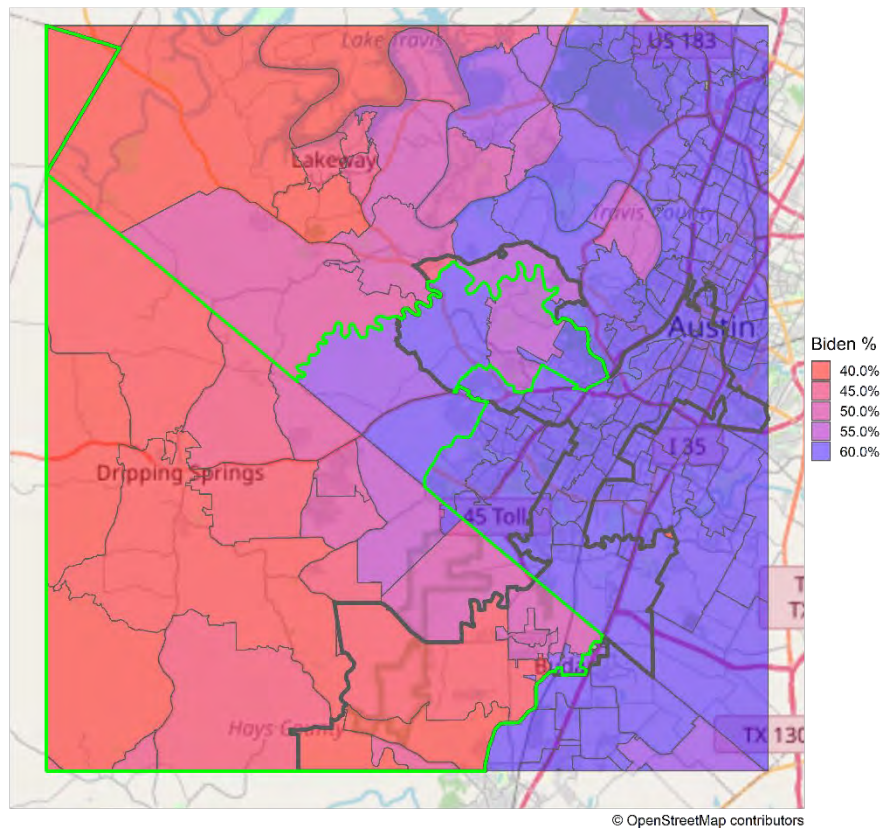 Lake Travis
US 183
Lakeway
Travis County
Austin
Biden %
40.0%
45.0%
50.0%
55.0%
60.0%
I 35
Dripping Springs
45 Toll
T
TX
Buda
Hays County
TX 130
© OpenStreetMap contributors